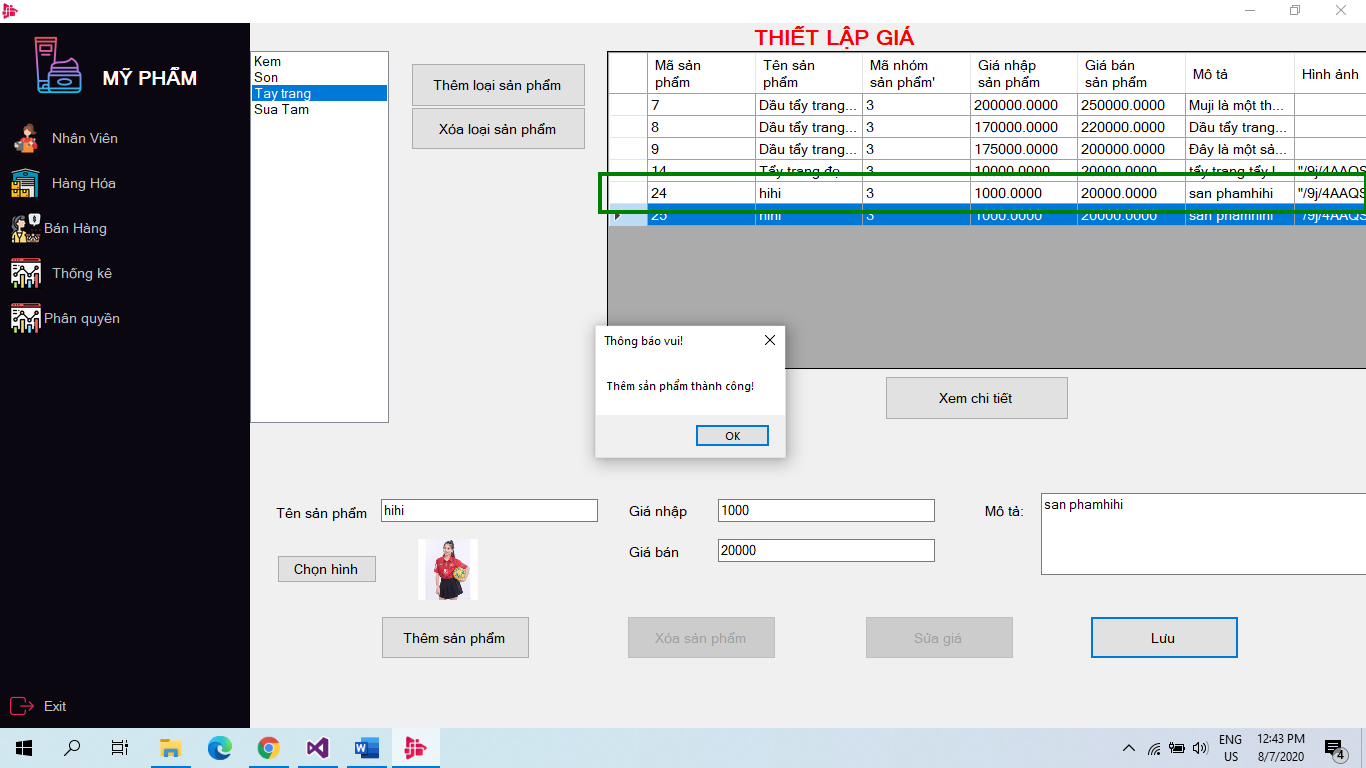 THIẾT LẬP GIÁ
MỸ PHẨM
Nhân Viên
Hàng Hóa
Bán Hàng
Thống kê
Phân quyền
Exit
Kem
Son
Tay trang
Sua Tam
Thêm loại sản phẩm
Xóa loại sản phẩm
Mã sản phẩm Tên sản phẩm Mã nhóm sản phẩm' Giá nhập sản phẩm Giá bán sản phẩm Mô tả Hình ảnh
7 Dầu tẩy trang... 3 200000.0000 250000.0000 Muji là một th...
8 Dầu tẩy trang... 3 170000.0000 220000.0000 Dầu tẩy trang...
9 Dầu tẩy trang... 3 175000.0000 200000.0000 Đây là một sả...
14 Tẩy trang đọ 3 10000.0000 20000.0000 tẩy trang tẩy l "/9j/4AAQS
24 hihi 3 1000.0000 20000.0000 san phamhihi "/9j/4AAQS
25 hihi 3 1000.0000 20000.0000 san phamhihi "/9j/4AAQS
Thông báo vui!
Thêm sản phẩm thành công!
OK
Xem chi tiết
Tên sản phẩm hihi
Giá nhập 1000
Mô tả: san phamhihi
Giá bán 20000
Chọn hình
Thêm sản phẩm
Xóa sản phẩm
Sửa giá
Lưu
ENG
US
12:43 PM
8/7/2020
4